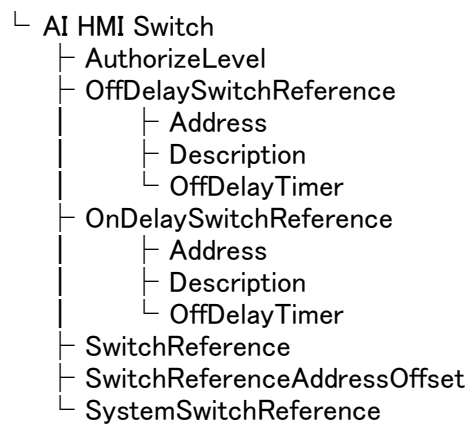 └ AI HMI Switch
├ AuthorizeLevel
├ OffDelaySwitchReference
│ ├ Address
│ ├ Description
│ └ OffDelayTimer
├ OnDelaySwitchReference
│ ├ Address
│ ├ Description
│ └ OffDelayTimer
├ SwitchReference
├ SwitchReferenceAddressOffset
└ SystemSwitchReference